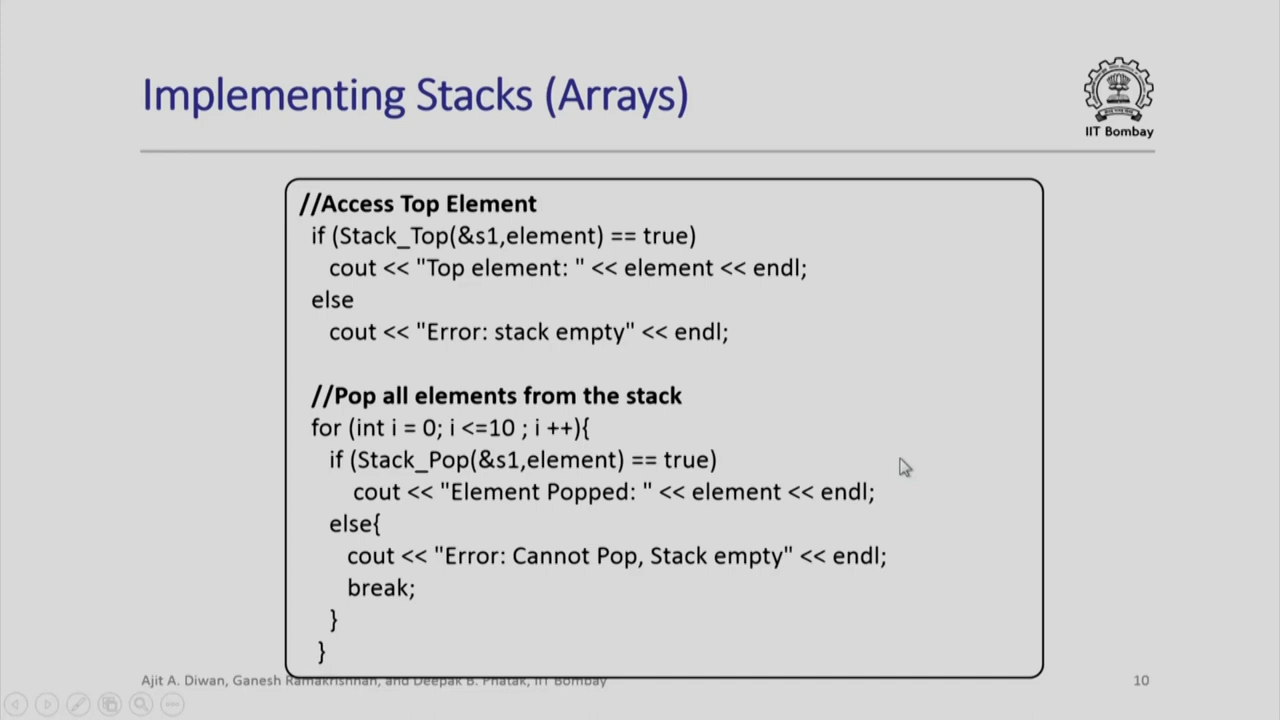 Implementing Stacks (Arrays)
IIT Bombay
//Access Top Element
if (Stack_Top(&s1,element) == true)
cout << "Top element: " << element << endl;
else
cout << "Error: stack empty" << endl;
//Pop all elements from the stack
for (int i = 0; i <=10 ; i ++){
if (Stack_Pop(&s1,element) == true)
cout << "Element Popped: " << element << endl;
else{
cout << "Error: Cannot Pop, Stack empty" << endl;
break;
}
}
Ajit A. Diwan, Ganesh Ramakrishnan, and Deepak B. Phatak, IIT Bombay
10